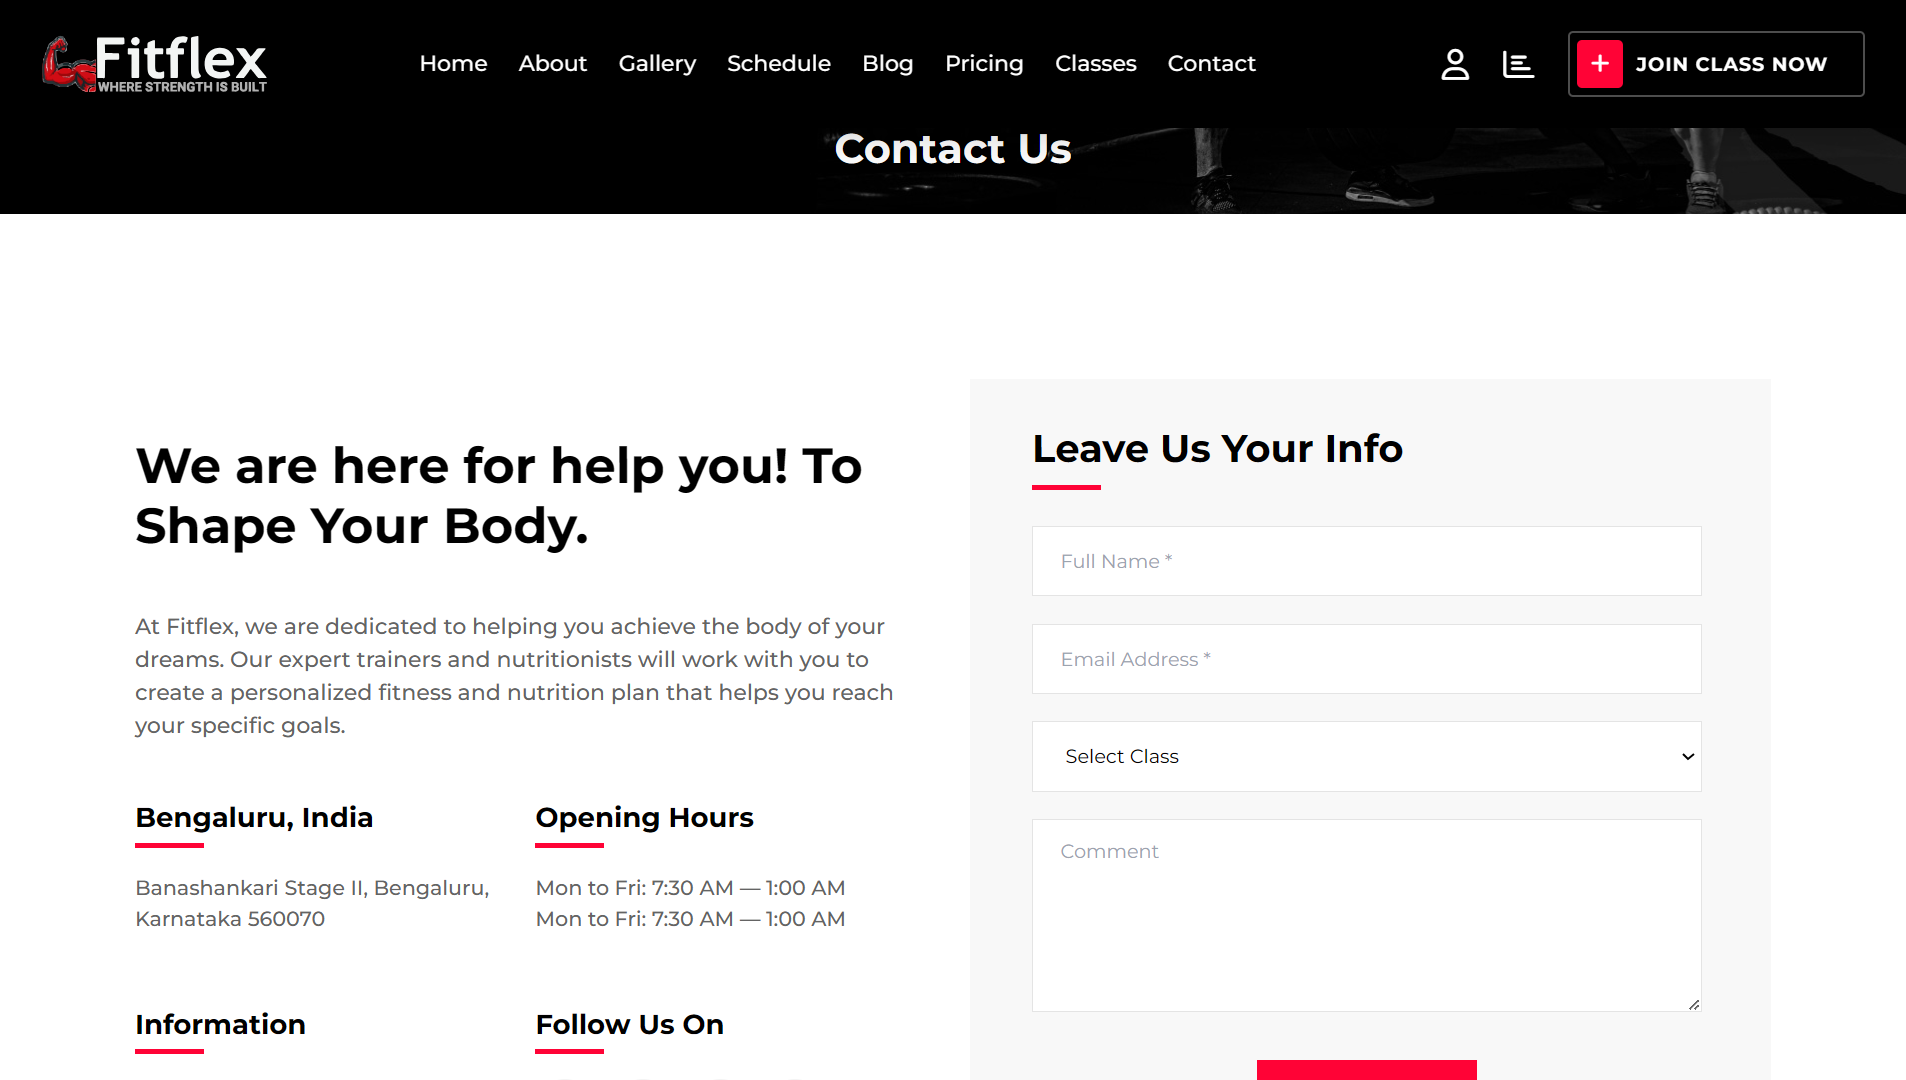 Fitflex
WHERE STRENGTH IS BUILT
Home
About
Gallery
Schedule
Blog
Pricing
Classes
Contact
JOIN CLASS NOW
Contact Us
We are here for help you! To
Shape Your Body.
At Fitflex, we are dedicated to helping you achieve the body of your
dreams. Our expert trainers and nutritionists will work with you to
create a personalized fitness and nutrition plan that helps you reach
your specific goals.
Bengaluru, India
Banashankari Stage II, Bengaluru,
Karnataka 560070
Opening Hours
Mon to Fri: 7:30 AM — 1:00 AM
Mon to Fri: 7:30 AM — 1:00 AM
Information
Follow Us On
Leave Us Your Info
Full Name *
Email Address *
Select Class
Comment